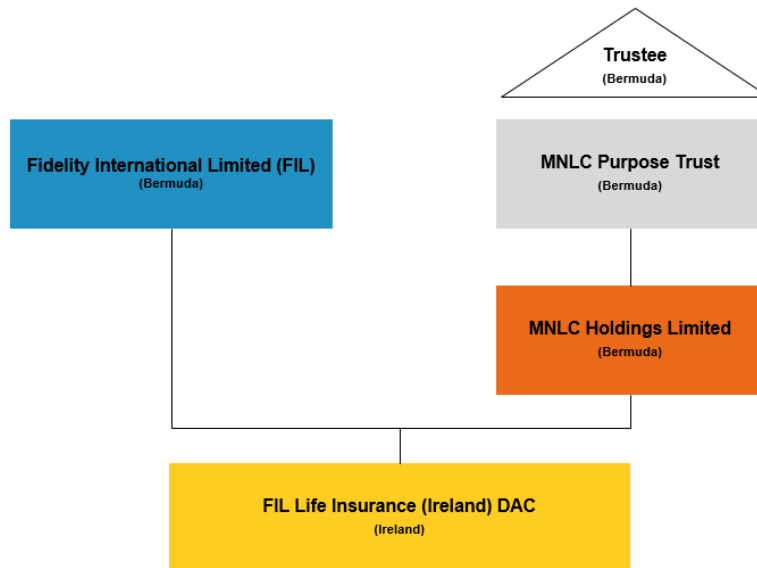 Trustee
(Bermuda)
Fidelity International Limited (FIL)
(Bermuda)
MNLC Purpose Trust
(Bermuda)
MNLC Holdings Limited
(Bermuda)
FIL Life Insurance (Ireland) DAC
(Ireland)